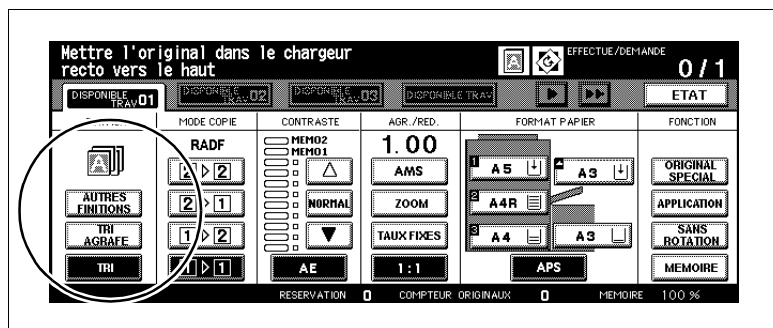 Mettre l'original dans le chargeur
recto vers le haut
EFFECTUE/DEMANDE
0/1
DISPONIBLE
TRAV 01
DISPONIBLE
TRAV 02
DISPONIBLE
TRAV 03
DISPONIBLE TRAV
ETAT
MODE COPIE
CONTRASTE
AGR./RED.
FORMAT PAPIER
FONCTION
RADF
2 ▷ 2
2 ▷ 1
1 ▷ 2
1 ▷ 1
MEMO2
MEMO1
NORMAL
AE
1.00
AMS
ZOOM
TAUX FIXES
1:1
1 A5
4 A3
2 A4R
3 A4
A3
APS
ORIGINAL
SPECIAL
APPLICATION
SANS
ROTATION
MEMOIRE
AUTRES
FINITIONS
TRI
AGRAFE
TRI
RESERVATION 0 COMPTEUR ORIGINAUX 0 MEMOIRE 100 %